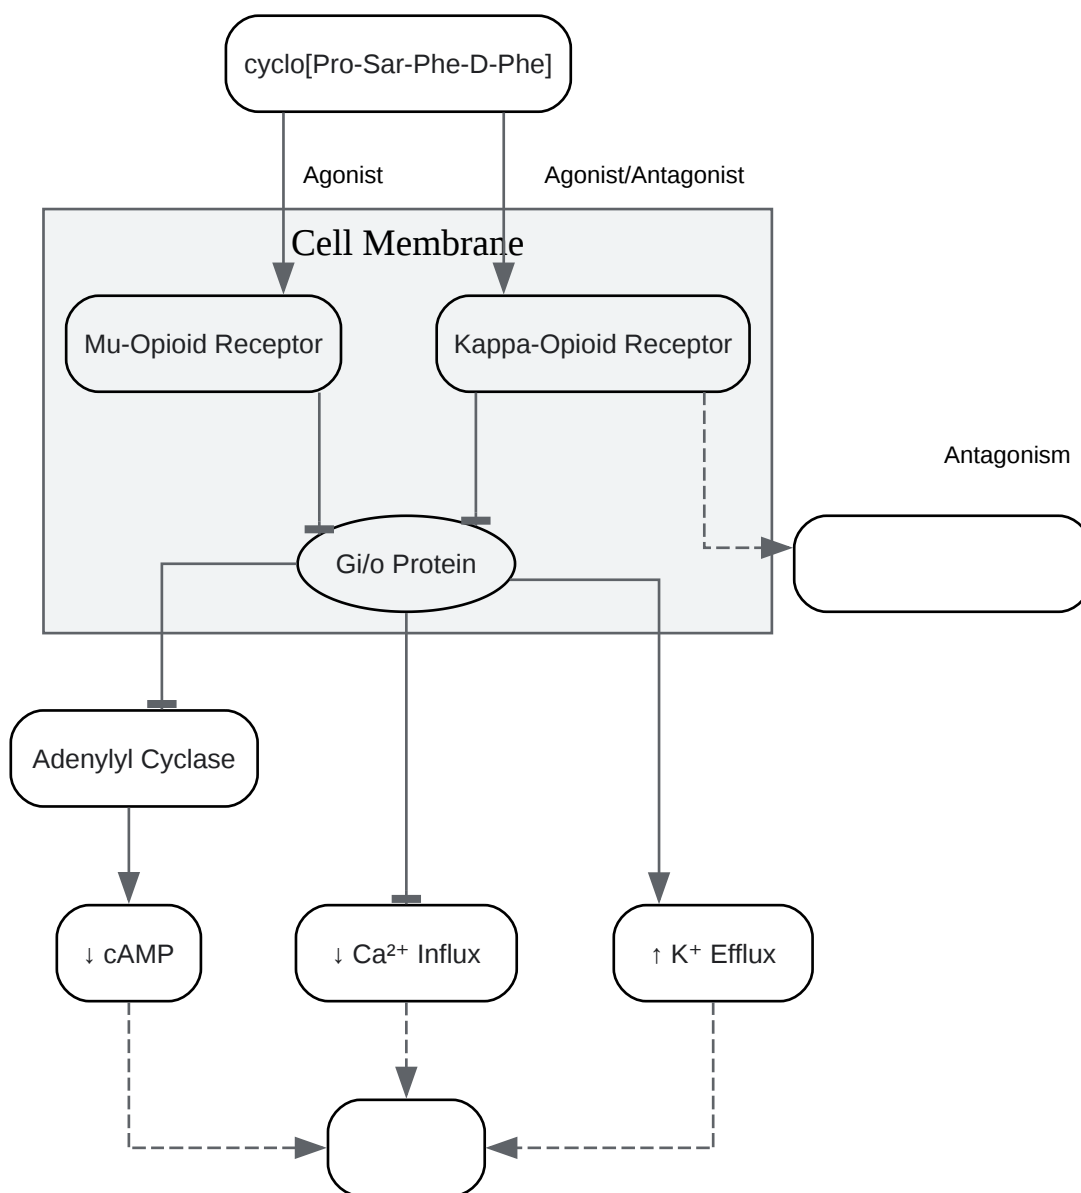 cyclo[Pro-Sar-Phe-D-Phe]
Agonist
Agonist/Antagonist
Cell Membrane
Mu-Opioid Receptor
Kappa-Opioid Receptor
Antagonism
Gi/o Protein
Adenylyl Cyclase
↓ cAMP
↓ Ca²⁺ Influx
↑ K⁺ Efflux